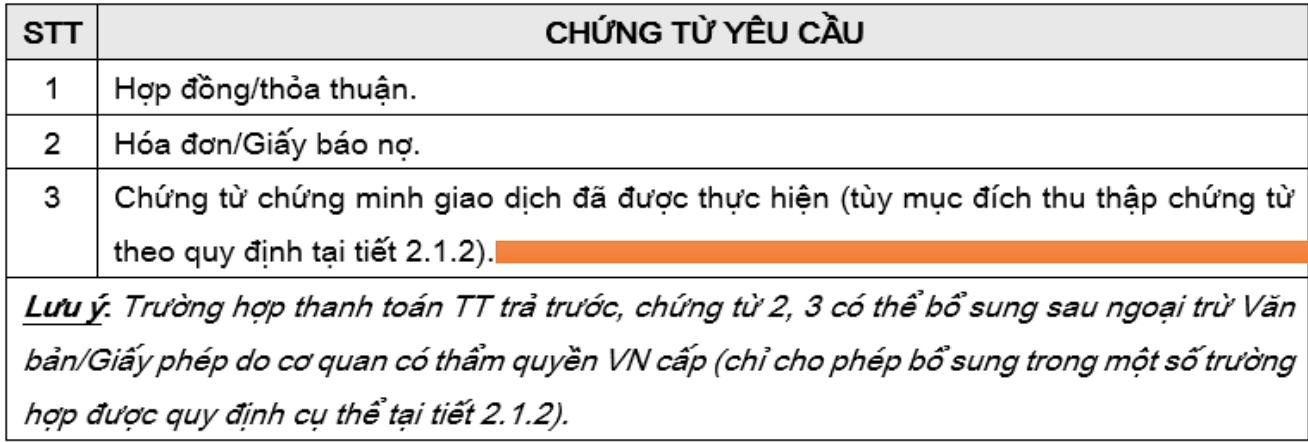 STT CHỨNG TỪ YÊU CẦU
1 Hợp đồng/thỏa thuận.
2 Hóa đơn/Giấy báo nợ.
3 Chứng từ chứng minh giao dịch đã được thực hiện (tùy mục đích thu thập chứng từ
theo quy định tại tiết 2.1.2).
Lưu ý: Trường hợp thanh toán TT trả trước, chứng từ 2, 3 có thể bổ sung sau ngoại trừ Văn
bản/Giấy phép do cơ quan có thẩm quyền VN cấp (chỉ cho phép bổ sung trong một số trường
hợp được quy định cụ thể tại tiết 2.1.2).